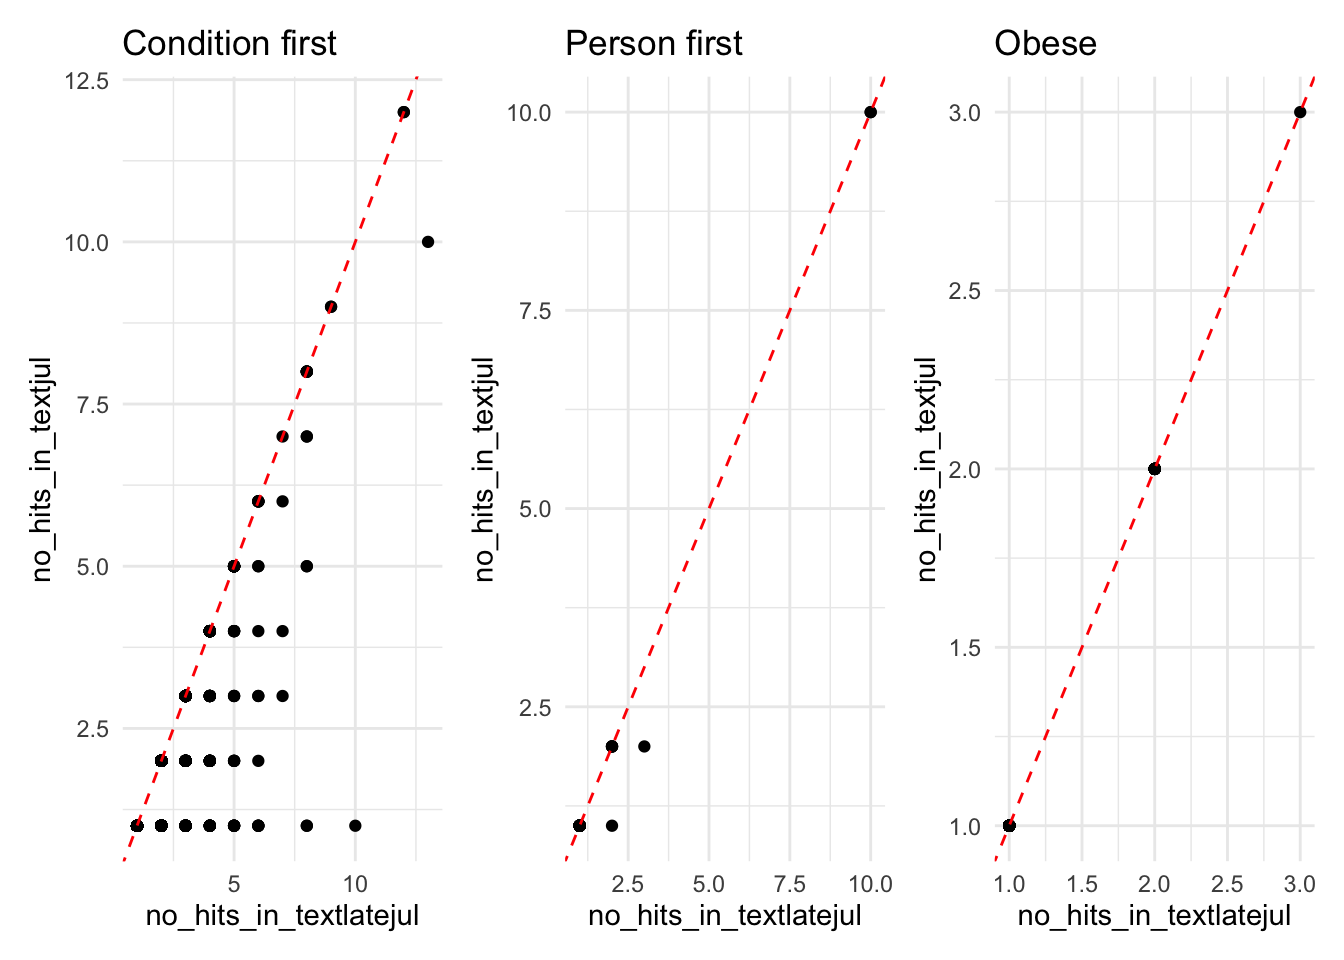 Condition first
12.5
10.0
7.5
5.0
2.5
5 10
no_hits_in_textlatejul
no_hits_in_textjul
Person first
10.0
7.5
5.0
2.5
2.5 5.0 7.5 10.0
no_hits_in_textlatejul
no_hits_in_textjul
Obese
3.0
2.5
2.0
1.5
1.0
1.0 1.5 2.0 2.5 3.0
no_hits_in_textlatejul
no_hits_in_textjul